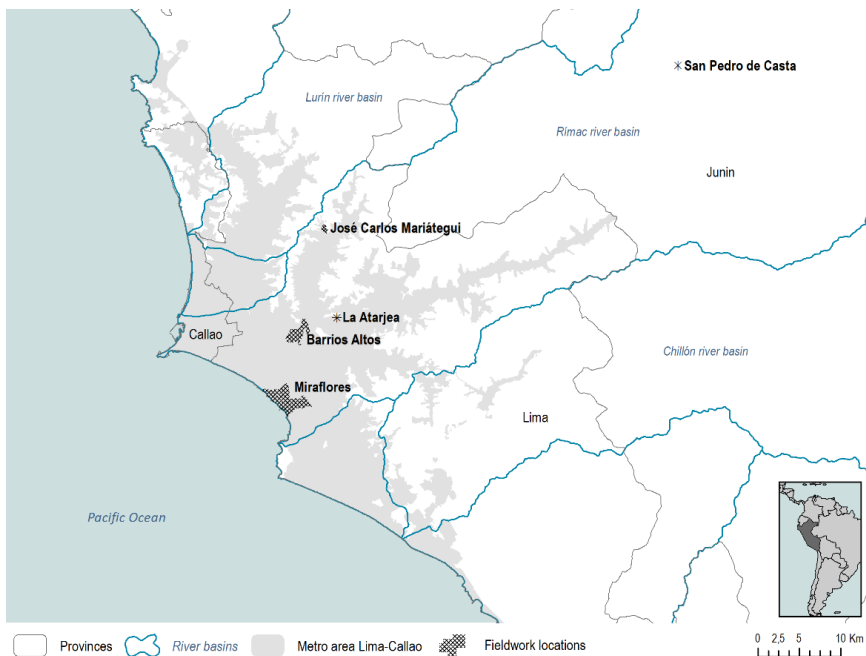 San Pedro de Casta
Lurín river basin
Rímac river basin
Junin
José Carlos Mariátegui
La Atarjea
Callao
Barrios Altos
Chillón river basin
Miraflores
Lima
Pacific Ocean
Provinces
River basins
Metro area Lima-Callao
Fieldwork locations
0 2,5 5 10 Km